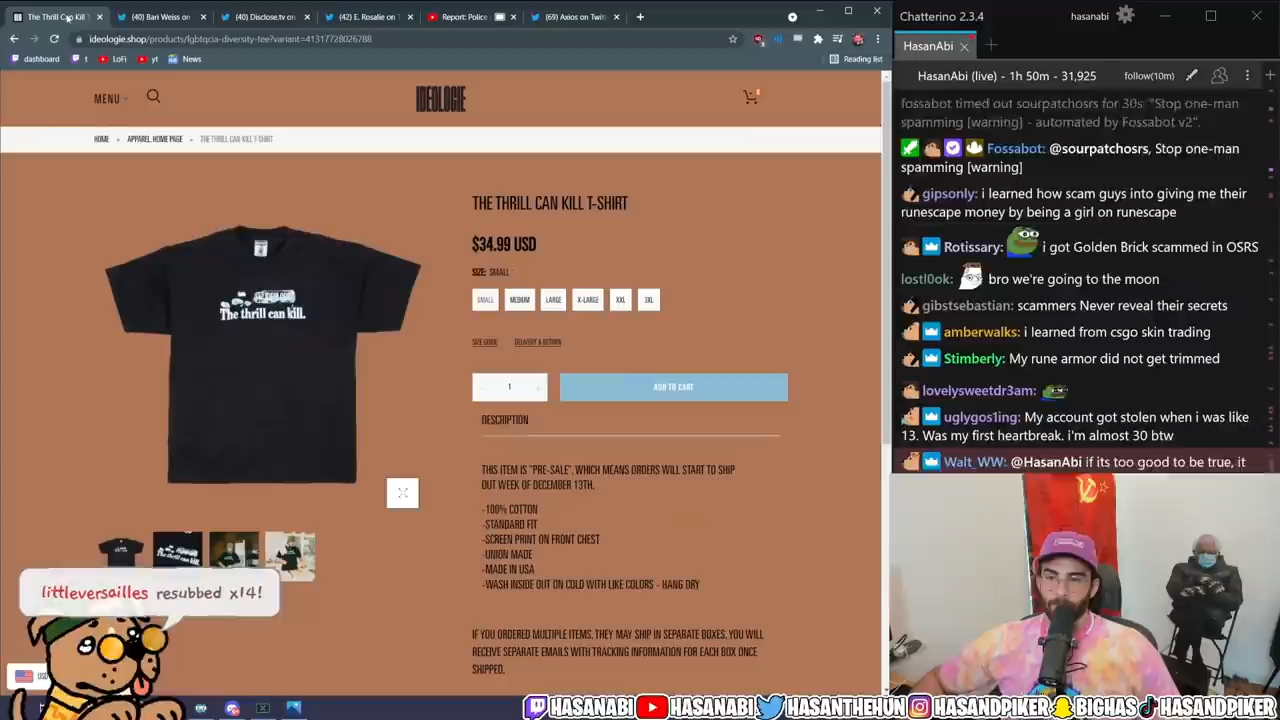 The Thrill Can Kill T
(40) Bari Weiss on
(40) Disclose.tv on
(42) E. Rosalie on T
Report: Police
(69) Axios on Twit
ideologie.shop/products/lgbtqcia-diversity-tee?variant=41317728026788
dashboard
t
LoFi
yt
News
Reading list
MENU
IDEOLOGIE
0
HOME
APPAREL, HOME PAGE
THE THRILL CAN KILL T-SHIRT
THE THRILL CAN KILL T-SHIRT
$34.99 USD
SIZE: SMALL
SMALL
MEDIUM
LARGE
X-LARGE
XXL
3XL
SIZE GUIDE
DELIVERY & RETURN
1
ADD TO CART
The thrill can kill.
DESCRIPTION
THIS ITEM IS "PRE-SALE", WHICH MEANS ORDERS WILL START TO SHIP
OUT WEEK OF DECEMBER 13TH.
-100% COTTON
-STANDARD FIT
-SCREEN PRINT ON FRONT CHEST
-UNION MADE
-MADE IN USA
-WASH INSIDE OUT ON COLD WITH LIKE COLORS - HANG DRY
IF YOU ORDERED MULTIPLE ITEMS, THEY MAY SHIP IN SEPARATE BOXES. YOU WILL
RECEIVE SEPARATE EMAILS WITH TRACKING INFORMATION FOR EACH BOX ONCE
SHIPPED.
The thrill can kill.
littleversailles resubbed x14!
USD
Chatterino 2.3.4
hasanabi
HasanAbi
HasanAbi (live) - 1h 50m - 31,925
follow(10m)
fossabot timed out sourpatchosrs for 30s "Stop one-man
spamming [warning] - automated by Fossabot v2".
Fossabot: @sourpatchosrs, Stop one-man
spamming [warning]
gipsonly: i learned how scam guys into giving me their
runescape money by being a girl on runescape
Rotissary: i got Golden Brick scammed in OSRS
lostl0ok: bro we're going to the moon
gibstsebastian: scammers Never reveal their secrets
amberwalks: i learned from csgo skin trading
Stimberly: My rune armor did not get trimmed
lovelysweetdr3am:
uglygos1ing: My account got stolen when i was like
13. Was my first heartbreak. i'm almost 30 btw
Walt_WW: @HasanAbi if its too good to be true, it
HASANABI
HASANABI
HASANTHEHUN
HASANDPIKER
BIGHAS
HASANDPIKER